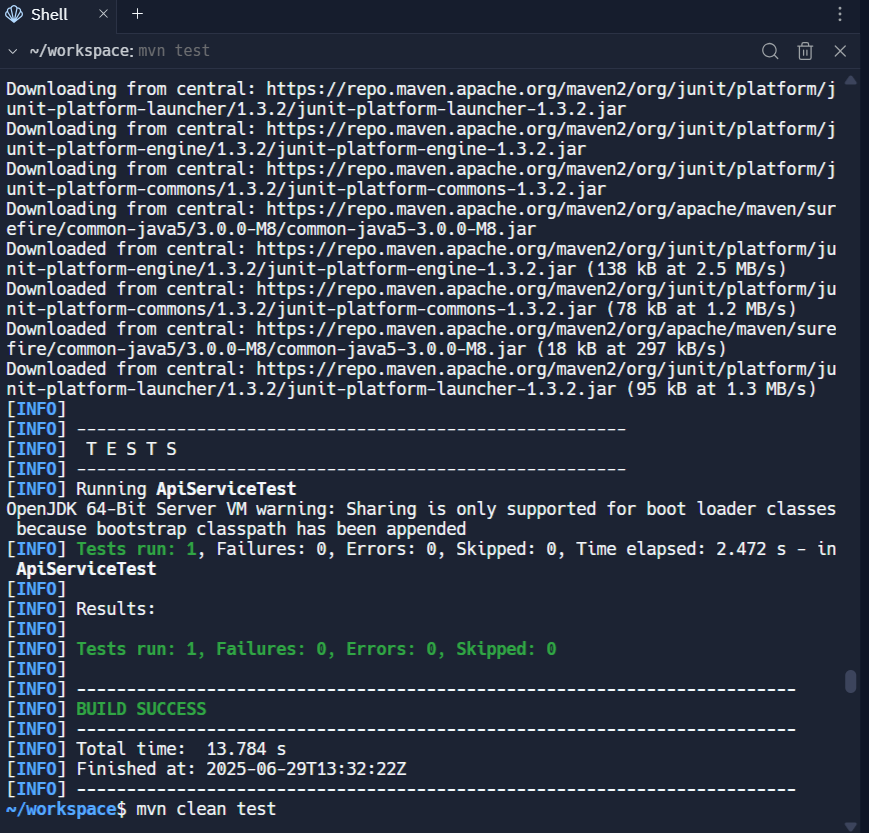 Shell
~/workspace: mvn test
Downloading from central: https://repo.maven.apache.org/maven2/org/junit/platform/j
unit-platform-launcher/1.3.2/junit-platform-launcher-1.3.2.jar
Downloading from central: https://repo.maven.apache.org/maven2/org/junit/platform/j
unit-platform-engine/1.3.2/junit-platform-engine-1.3.2.jar
Downloading from central: https://repo.maven.apache.org/maven2/org/junit/platform/j
unit-platform-commons/1.3.2/junit-platform-commons-1.3.2.jar
Downloading from central: https://repo.maven.apache.org/maven2/org/apache/maven/sur
efire/common-java5/3.0.0-M8/common-java5-3.0.0-M8.jar
Downloaded from central: https://repo.maven.apache.org/maven2/org/junit/platform/ju
nit-platform-engine/1.3.2/junit-platform-engine-1.3.2.jar (138 kB at 2.5 MB/s)
Downloaded from central: https://repo.maven.apache.org/maven2/org/junit/platform/ju
nit-platform-commons/1.3.2/junit-platform-commons-1.3.2.jar (78 kB at 1.2 MB/s)
Downloaded from central: https://repo.maven.apache.org/maven2/org/apache/maven/sure
fire/common-java5/3.0.0-M8/common-java5-3.0.0-M8.jar (18 kB at 297 kB/s)
Downloaded from central: https://repo.maven.apache.org/maven2/org/junit/platform/ju
nit-platform-launcher/1.3.2/junit-platform-launcher-1.3.2.jar (95 kB at 1.3 MB/s)
[INFO]
[INFO] -------------------------------------------------------
[INFO]  T E S T S
[INFO] -------------------------------------------------------
[INFO] Running ApiServiceTest
OpenJDK 64-Bit Server VM warning: Sharing is only supported for boot loader classes
 because bootstrap classpath has been appended
[INFO] Tests run: 1, Failures: 0, Errors: 0, Skipped: 0, Time elapsed: 2.472 s - in
 ApiServiceTest
[INFO]
[INFO] Results:
[INFO]
[INFO] Tests run: 1, Failures: 0, Errors: 0, Skipped: 0
[INFO]
[INFO] ------------------------------------------------------------------------
[INFO] BUILD SUCCESS
[INFO] ------------------------------------------------------------------------
[INFO] Total time:  13.784 s
[INFO] Finished at: 2025-06-29T13:32:22Z
[INFO] ------------------------------------------------------------------------
~/workspace$ mvn clean test